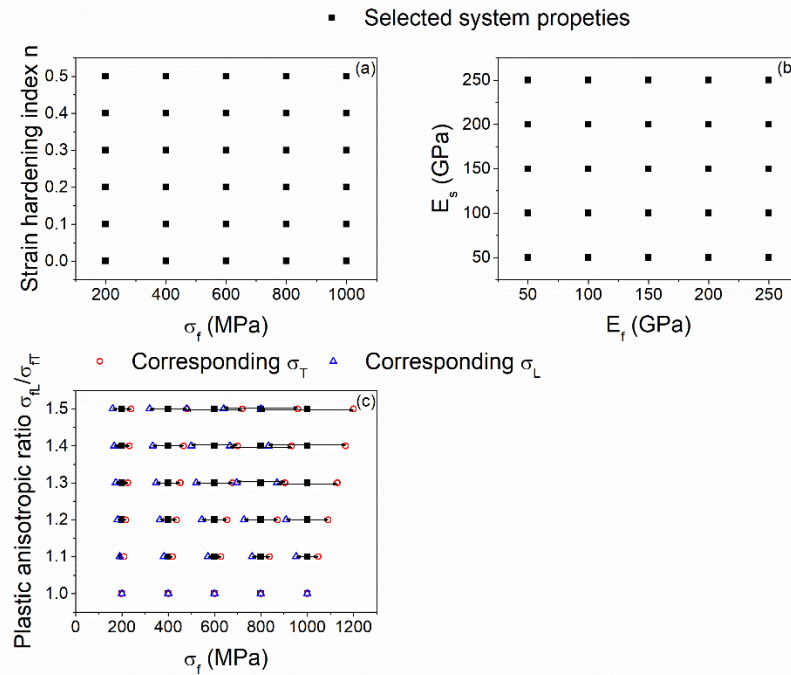 Selected system propeties
(a)
Strain hardening index n
0.5
0.4
0.3
0.2
0.1
0.0
200 400 600 800 1000
σf (MPa)
(b)
Es (GPa)
250
200
150
100
50
50 100 150 200 250
Ef (GPa)
Corresponding σT Corresponding σL
(c)
Plastic anisotropic ratio σfL/σfT
1.5
1.4
1.3
1.2
1.1
1.0
0 200 400 600 800 1000 1200
σf (MPa)